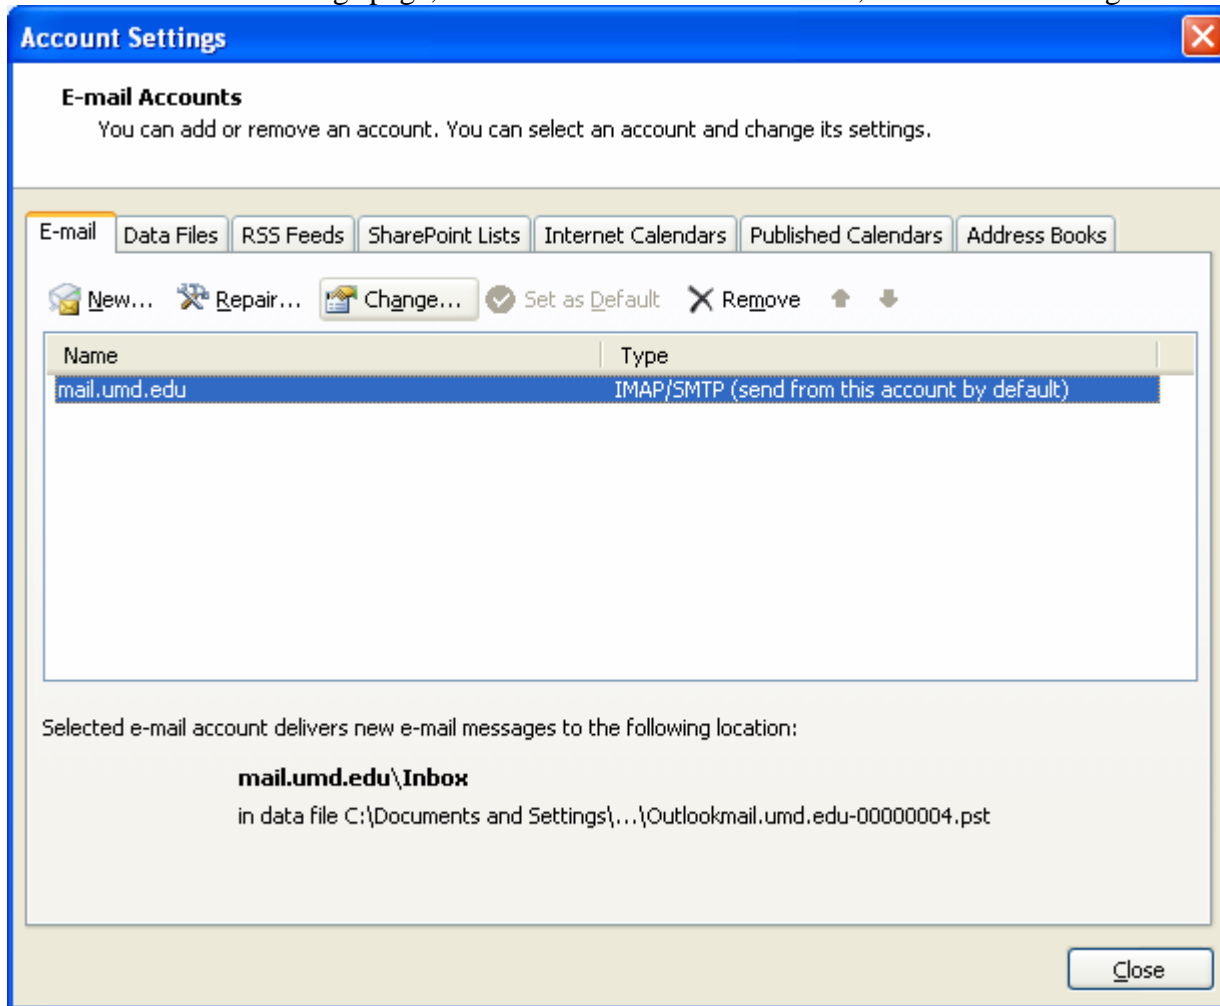 Account Settings
E-mail Accounts
You can add or remove an account. You can select an account and change its settings.
E-mail Data Files RSS Feeds SharePoint Lists Internet Calendars Published Calendars Address Books
New... Repair... Change... Set as Default Remove
Name Type
mail.umd.edu IMAP/SMTP (send from this account by default)
Selected e-mail account delivers new e-mail messages to the following location:
mail.umd.edu\Inbox
in data file C:\Documents and Settings\...\Outlookmail.umd.edu-00000004.pst
Close